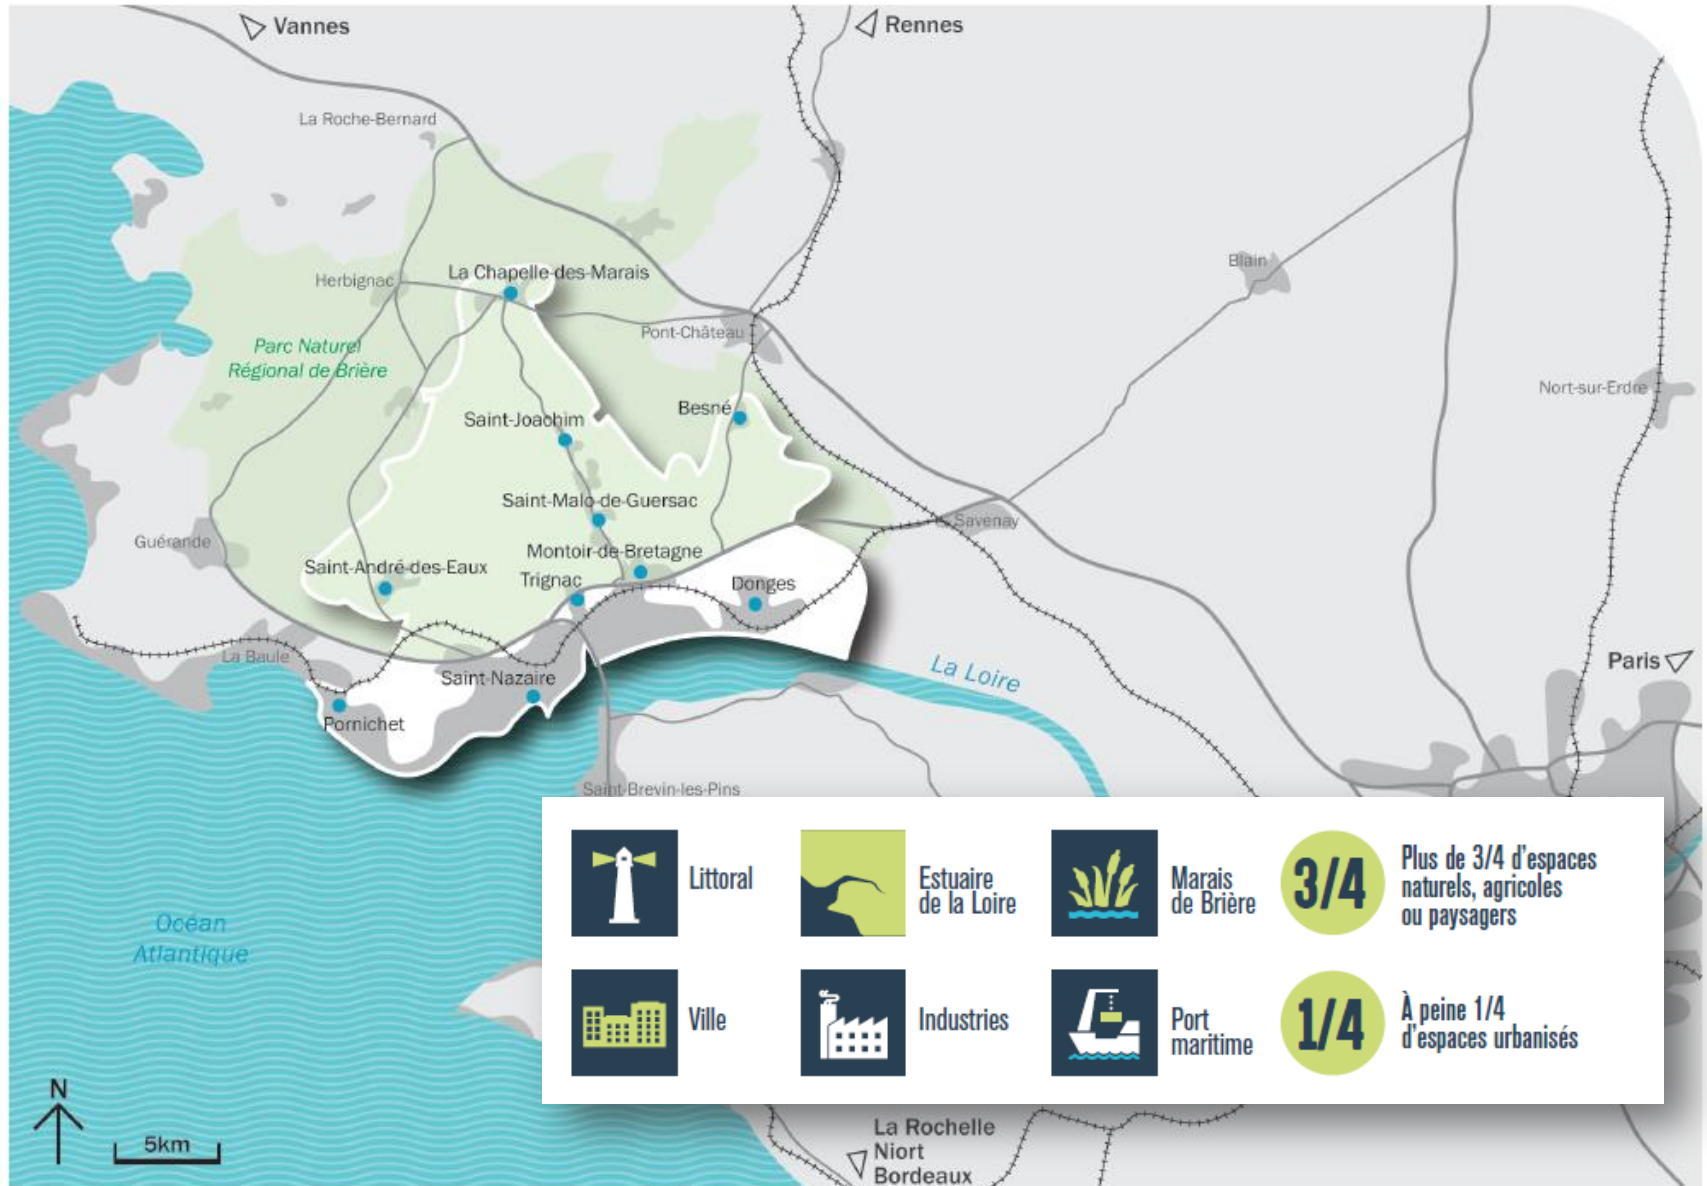 Vannes
Rennes
La Roche-Bernard
Blain
La Chapelle-des-Marais
Herbignac
Pont-Château
Parc Naturel
Régional de Brière
Nort-sur-Erdre
Besné
Saint-Joachim
Saint-Malo-de-Guersac
Savenay
Guérande
Montoir-de-Bretagne
Saint-André-des-Eaux
Trignac
Donges
La Baule
La Loire
Paris
Saint-Nazaire
Pornichet
Saint-Brevin-les-Pins
Océan
Atlantique
Littoral
Estuaire
de la Loire
Marais
de Brière
3/4
Plus de 3/4 d'espaces
naturels, agricoles
ou paysagers
Ville
Industries
Port
maritime
1/4
À peine 1/4
d'espaces urbanisés
N
5km
La Rochelle
Niort
Bordeaux